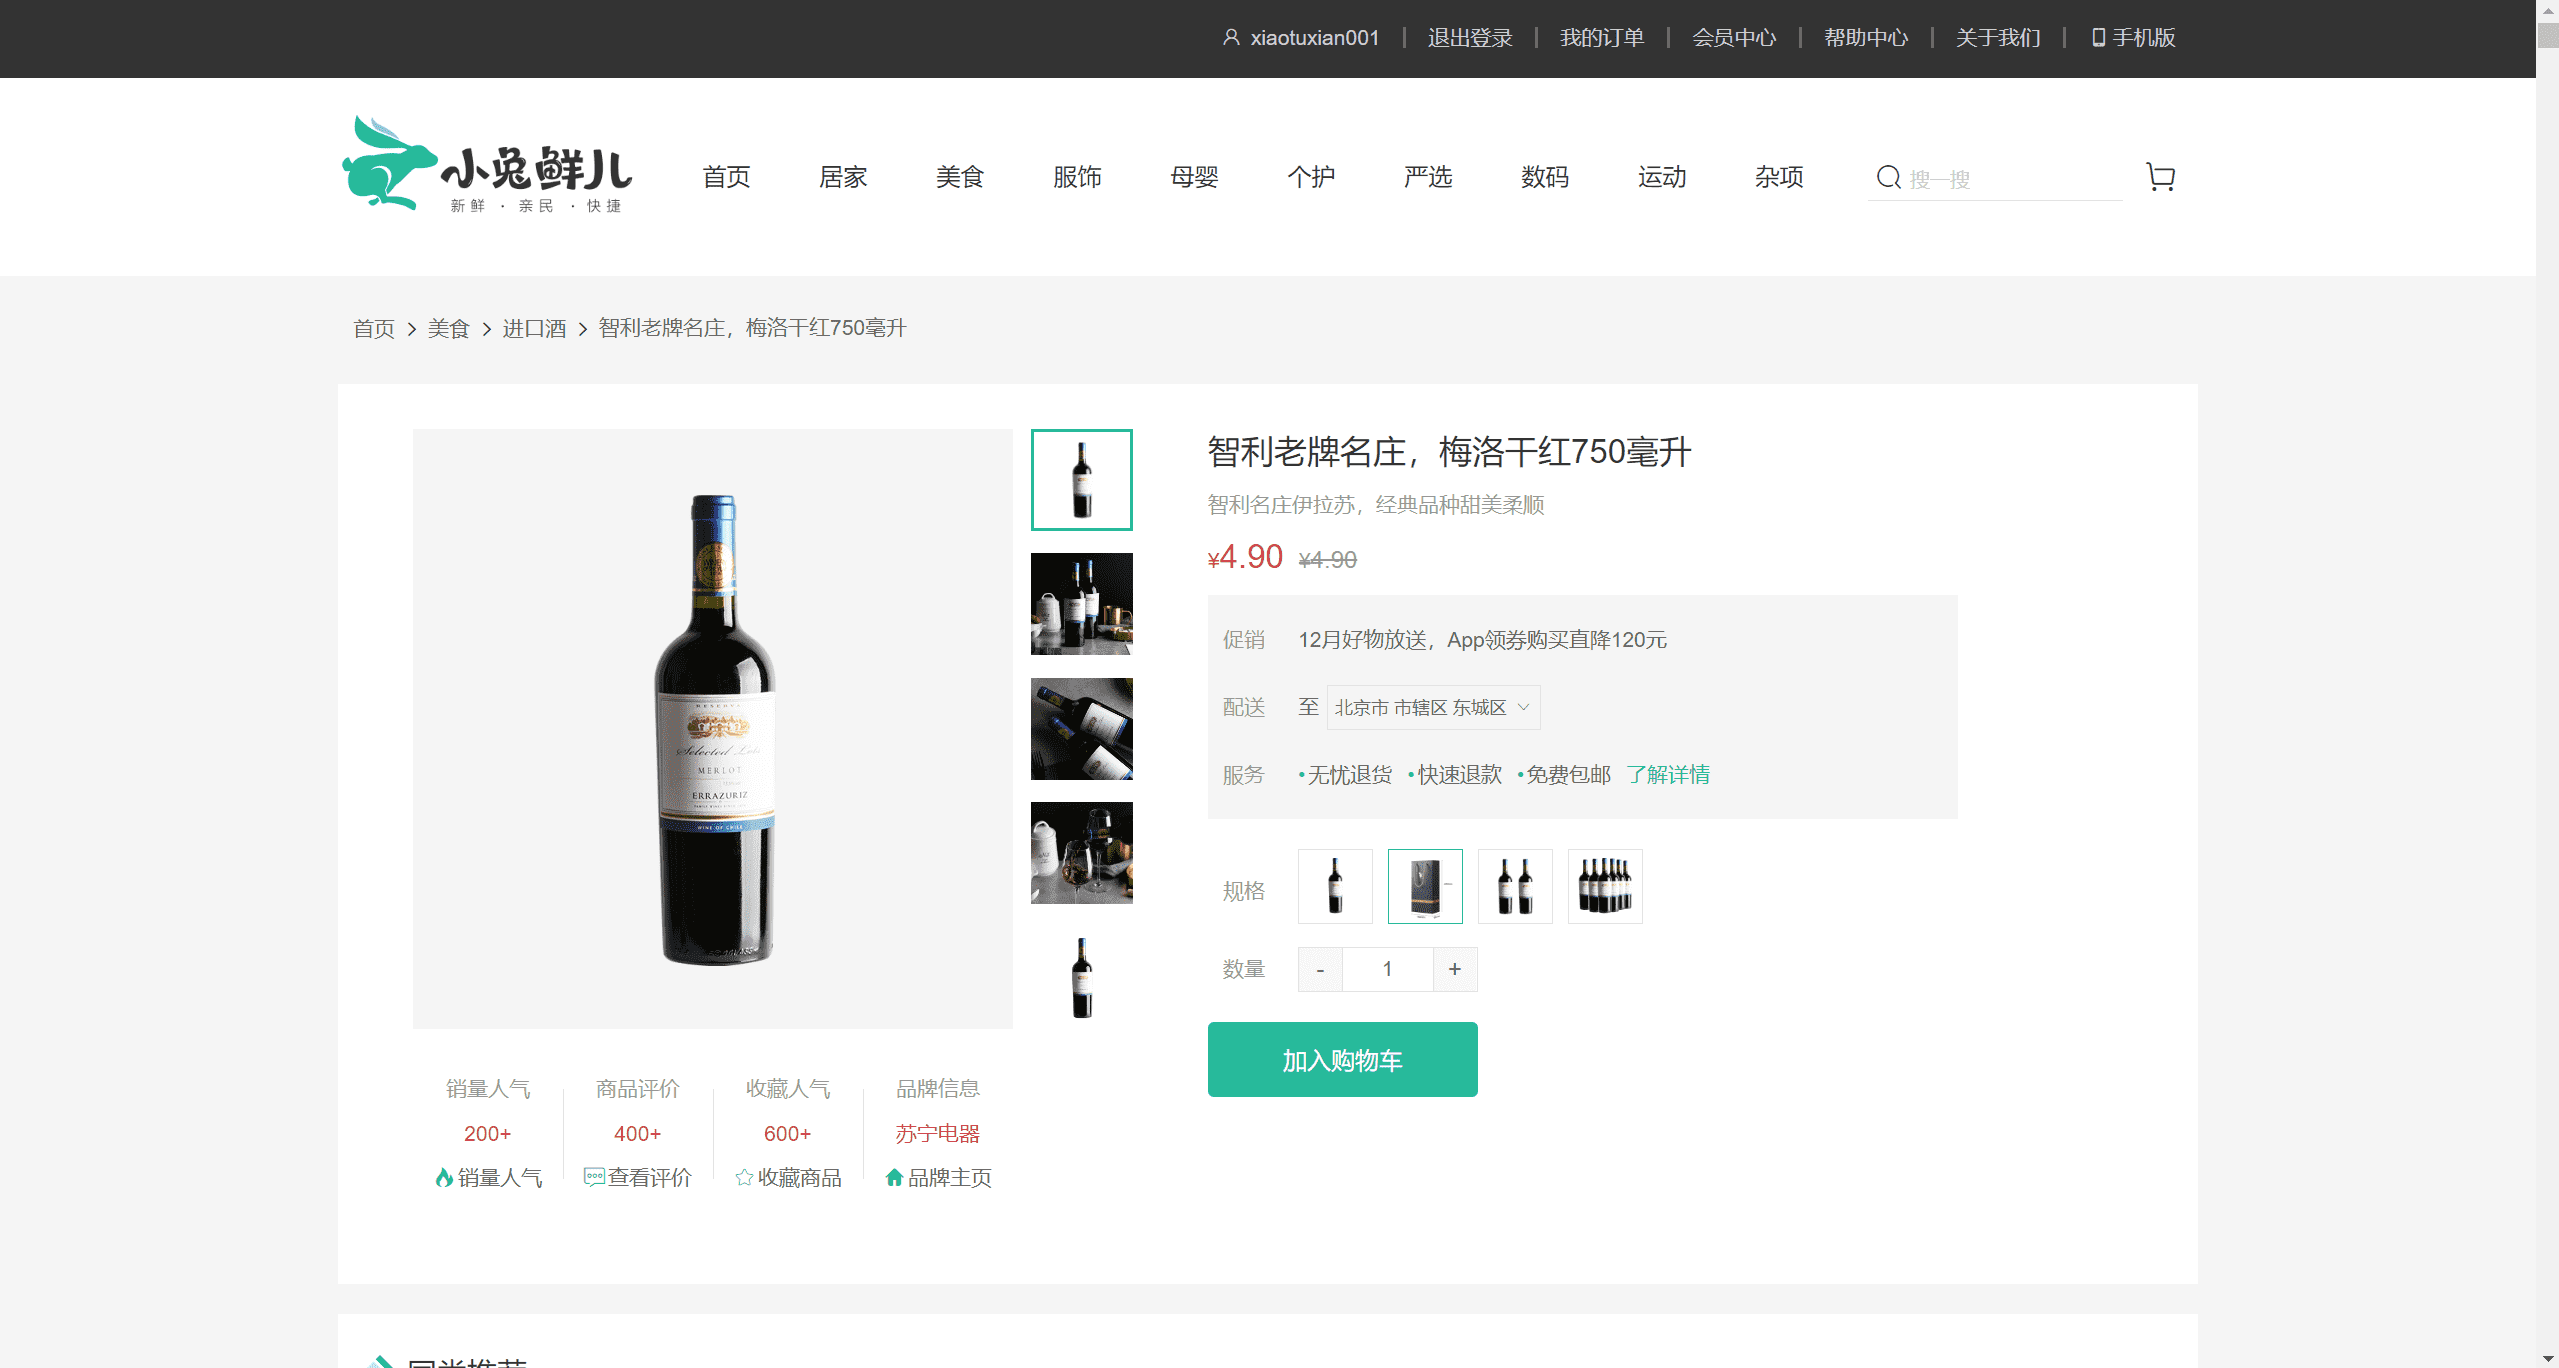 xiaotuxian001 退出登录 我的订单 会员中心 帮助中心 关于我们 手机版
小兔鲜儿
新鲜 · 亲民 · 快捷
首页 居家 美食 服饰 母婴 个护 严选 数码 运动 杂项 搜一搜
首页 > 美食 > 进口酒 > 智利老牌名庄，梅洛干红750毫升
智利老牌名庄，梅洛干红750毫升
智利名庄伊拉苏，经典品种甜美柔顺
¥4.90 ¥4.90
促销 12月好物放送，App领券购买直降120元
配送 至 北京市 市辖区 东城区
服务 •无忧退货 •快速退款 •免费包邮 了解详情
规格
数量 - 1 +
加入购物车
RESERVA
Selected Lots
MERLOT
ERRAZURIZ
WINE OF CHILE
销量人气 商品评价 收藏人气 品牌信息
200+ 400+ 600+ 苏宁电器
销量人气 查看评价 收藏商品 品牌主页
同类推荐